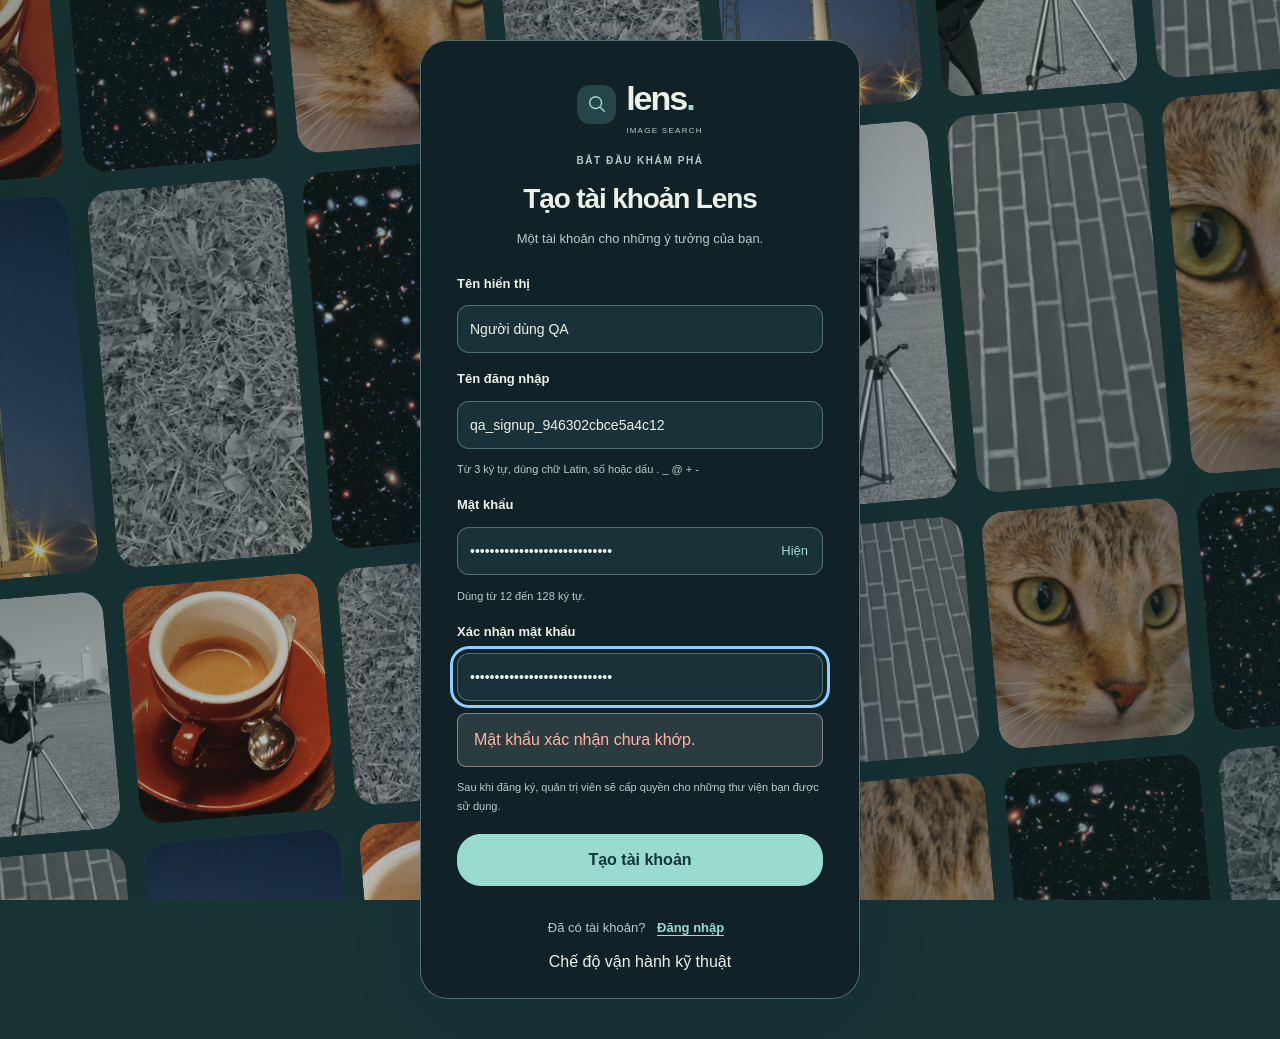 lens.
IMAGE SEARCH
BẮT ĐẦU KHÁM PHÁ
Tạo tài khoản Lens
Một tài khoản cho những ý tưởng của bạn.
Tên hiển thị
Người dùng QA
Tên đăng nhập
qa_signup_946302cbce5a4c12
Từ 3 ký tự, dùng chữ Latin, số hoặc dấu . _ @ + -
Mật khẩu
•••••••••••••••••••••••••••••• Hiện
Dùng từ 12 đến 128 ký tự.
Xác nhận mật khẩu
••••••••••••••••••••••••••••••
Mật khẩu xác nhận chưa khớp.
Sau khi đăng ký, quản trị viên sẽ cấp quyền cho những thư viện bạn được
sử dụng.
Tạo tài khoản
Đã có tài khoản? Đăng nhập
Chế độ vận hành kỹ thuật